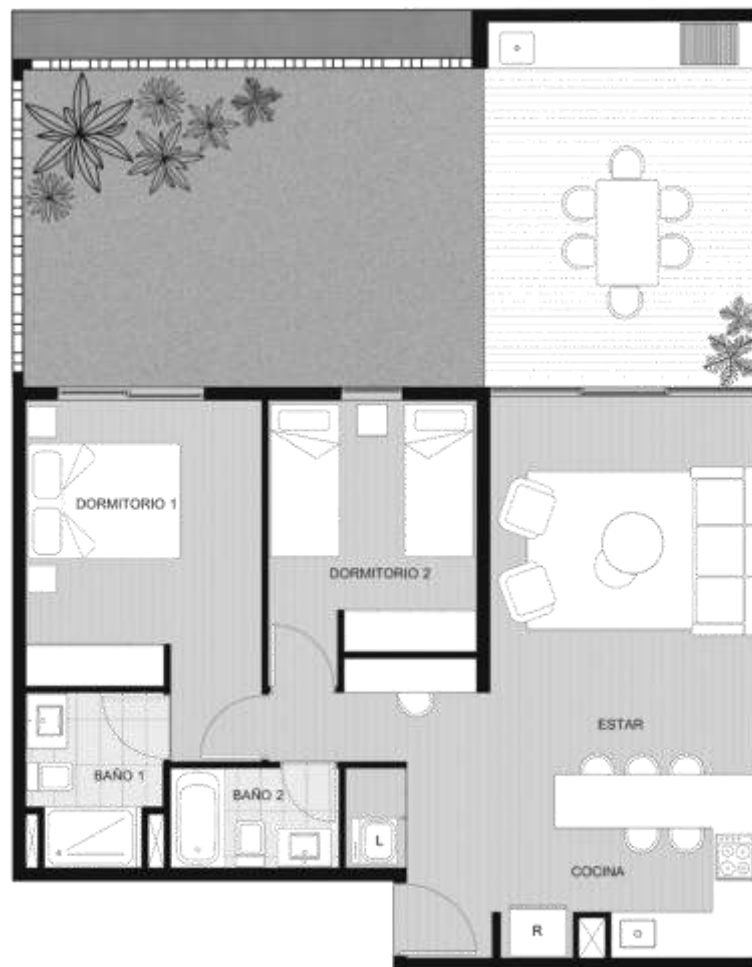 DORMITORIO 1
DORMITORIO 2
ESTAR
BAÑO 1
BAÑO 2
L
COCINA
R